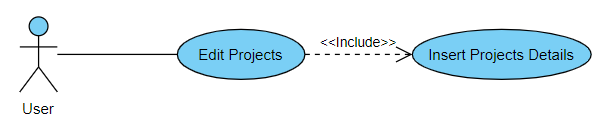 <<Include>>
Edit Projects
Insert Projects Details
User